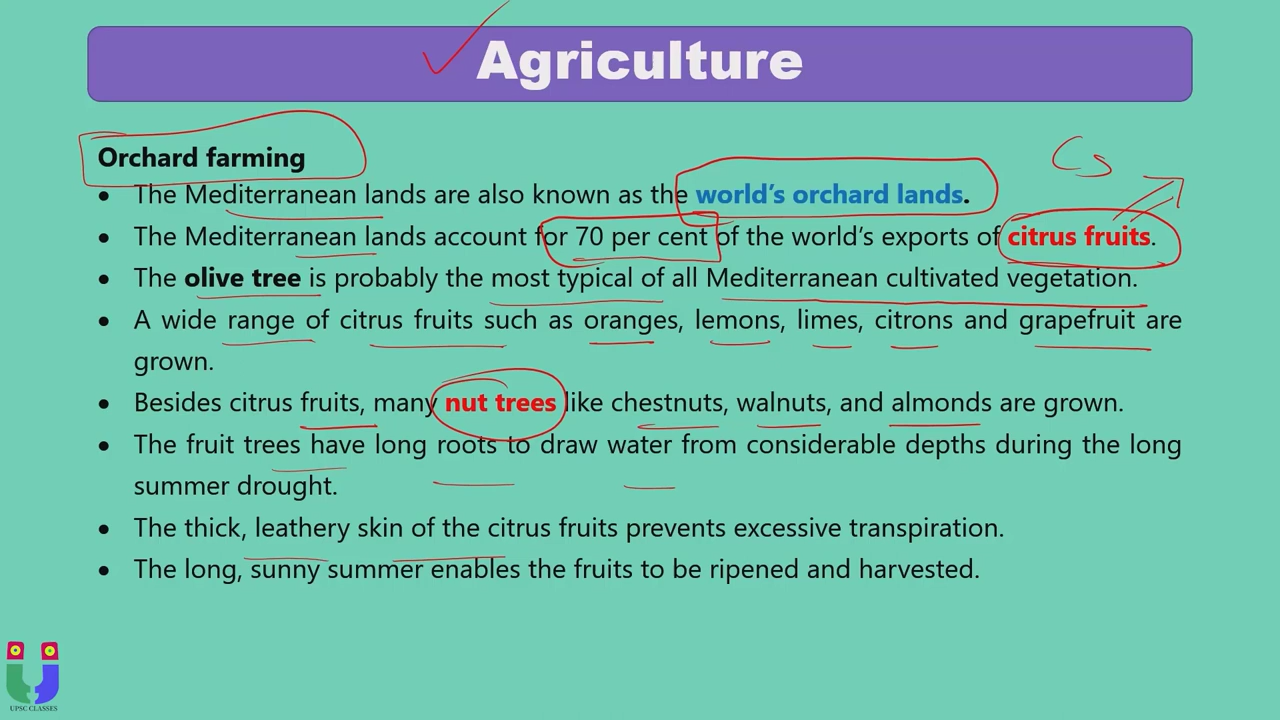 Agriculture
Cs
Orchard farming
• The Mediterranean lands are also known as the world's orchard lands.
• The Mediterranean lands account for 70 per cent of the world's exports of citrus fruits.
• The olive tree is probably the most typical of all Mediterranean cultivated vegetation.
• A wide range of citrus fruits such as oranges, lemons, limes, citrons and grapefruit are
grown.
• Besides citrus fruits, many nut trees like chestnuts, walnuts, and almonds are grown.
• The fruit trees have long roots to draw water from considerable depths during the long
summer drought.
• The thick, leathery skin of the citrus fruits prevents excessive transpiration.
• The long, sunny summer enables the fruits to be ripened and harvested.
UPSC CLASSES